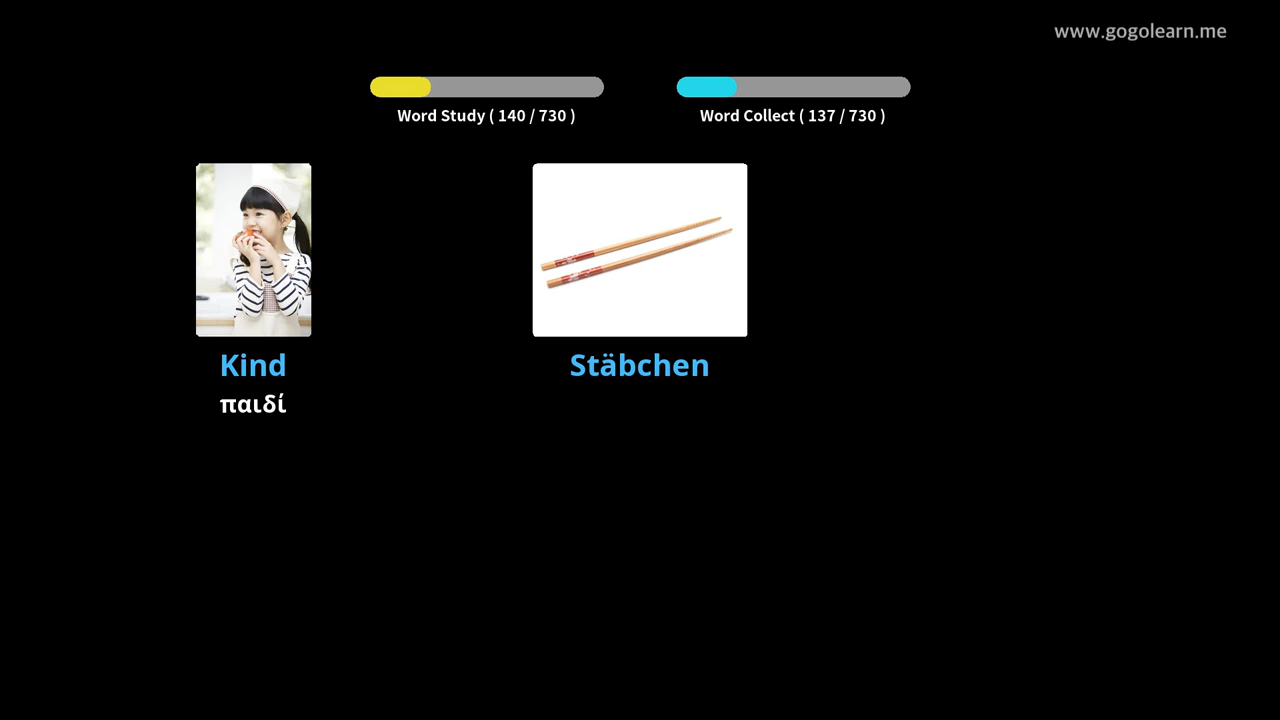 www.gogolearn.me
Word Study ( 140 / 730 )
Word Collect ( 137 / 730 )
Kind
παιδί
Stäbchen